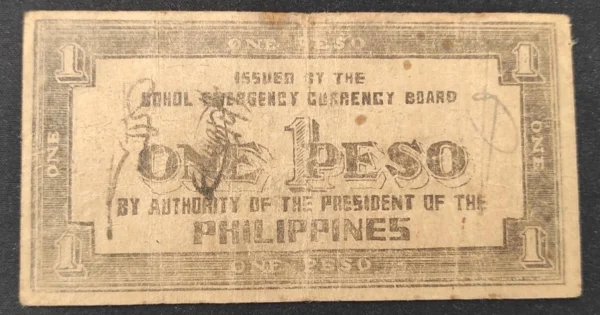 1 ONE PESO 1
ISSUED BY THE
BOHOL EMERGENCY CURRENCY BOARD
ONE ONE 1 PESO ONE
BY AUTHORITY OF THE PRESIDENT OF THE
PHILIPPINES
1 ONE PESO 1